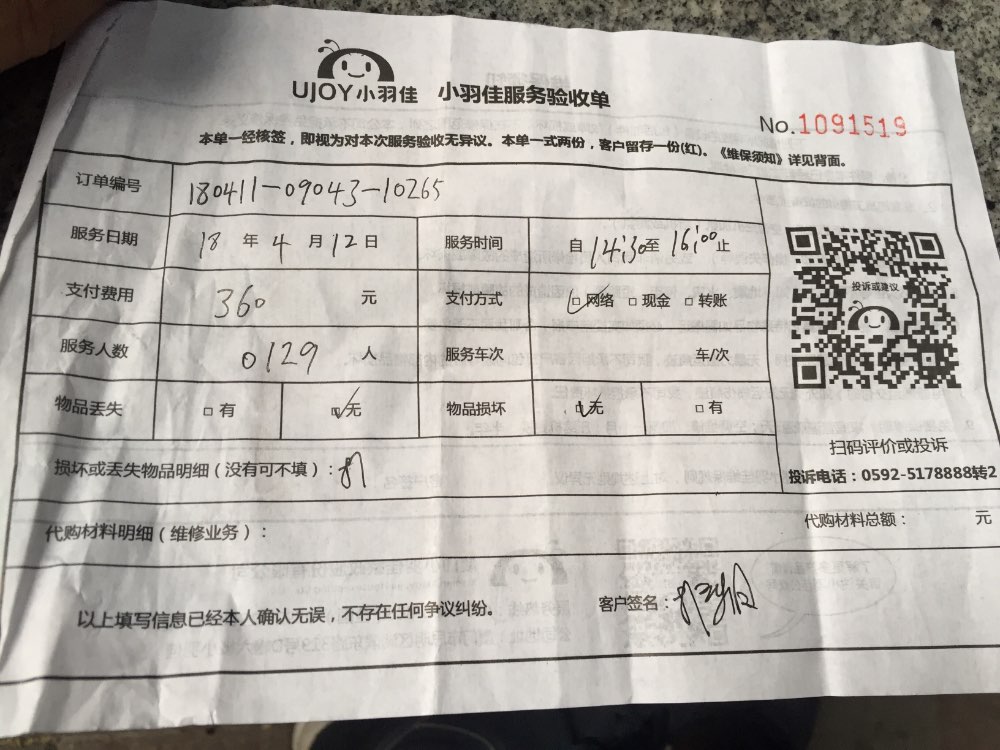 UJOY小羽佳 小羽佳服务验收单
No.1091519
本单一经核签，即视为对本次服务验收无异议。本单一式两份，客户留存一份(红)。《维保须知》详见背面。
订单编号 180411-09043-10265
服务日期 18 年 4 月 12 日 服务时间 自 14:30 至 16:00 止
支付费用 360 元 支付方式 ☑网络 □现金 □转账
服务人数 0129 人 服务车次 车/次
物品丢失 □有 ☑无 物品损坏 ☑无 □有
投诉或建议
扫码评价或投诉
投诉电话：0592-5178888转2
损坏或丢失物品明细（没有可不填）：
代购材料明细（维修业务）： 代购材料总额： 元
以上填写信息已经本人确认无误，不存在任何争议纠纷。 客户签名：